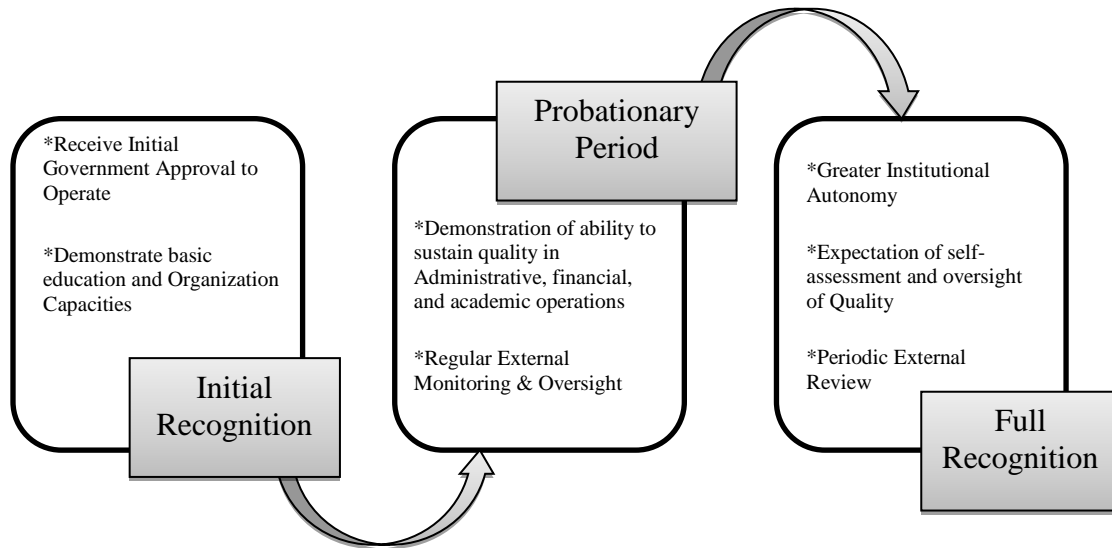 *Receive Initial
Government Approval to
Operate
*Demonstrate basic
education and Organization
Capacities
Initial
Recognition
Probationary
Period
*Demonstration of ability to
sustain quality in
Administrative, financial,
and academic operations
*Regular External
Monitoring & Oversight
*Greater Institutional
Autonomy
*Expectation of self-
assessment and oversight
of Quality
*Periodic External
Review
Full
Recognition